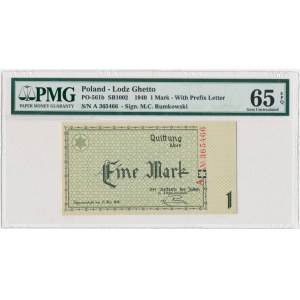 PMG
PAPER MONEY GUARANTY
Poland - Lodz Ghetto
PO-561b SB1002 1940 1 Mark - With Prefix Letter
S/N A 365466 - Sign. M.C. Rumkowski
65 EPQ
Gem Uncirculated
Quittung
über
Eine Mark
A № 365466
1